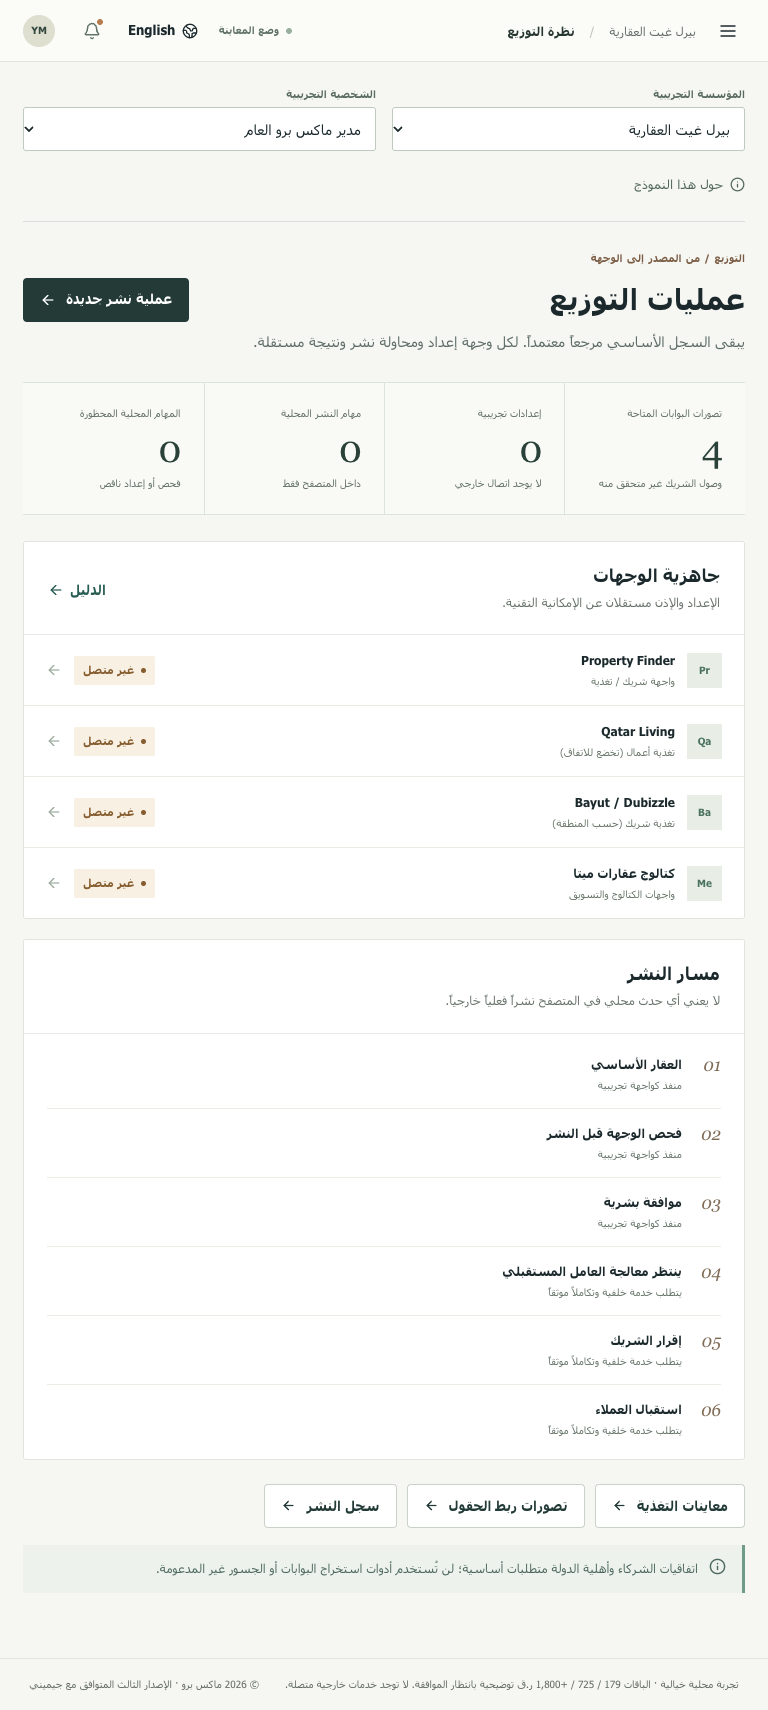 بيرل غيت العقارية / نظرة التوزيع
وضع المعاينة
English
YM
المؤسسة التجريبية
بيرل غيت العقارية
الشخصية التجريبية
مدير ماكس برو العام
حول هذا النموذج
التوزيع / من المصدر إلى الوجهة
عمليات التوزيع
عملية نشر جديدة
يبقى السجل الأساسي مرجعاً معتمداً. لكل وجهة إعداد ومحاولة نشر ونتيجة مستقلة.
تصورات البوابات المتاحة
4
وصول الشريك غير متحقق منه
إعدادات تجريبية
0
لا يوجد اتصال خارجي
مهام النشر المحلية
0
داخل المتصفح فقط
المهام المحلية المحظورة
0
فحص أو إعداد ناقص
جاهزية الوجهات
الإعداد والإذن مستقلان عن الإمكانية التقنية.
الدليل
Pr
Property Finder
واجهة شريك / تغذية
غير متصل
Qa
Qatar Living
تغذية أعمال (تخضع للاتفاق)
غير متصل
Ba
Bayut / Dubizzle
تغذية شريك (حسب المنطقة)
غير متصل
Me
كتالوج عقارات ميتا
واجهات الكتالوج والتسويق
غير متصل
مسار النشر
لا يعني أي حدث محلي في المتصفح نشراً فعلياً خارجياً.
01
العقار الأساسي
منفذ كواجهة تجريبية
02
فحص الوجهة قبل النشر
منفذ كواجهة تجريبية
03
موافقة بشرية
منفذ كواجهة تجريبية
04
ينتظر معالجة العامل المستقبلي
يتطلب خدمة خلفية وتكاملاً موثقاً
05
إقرار الشريك
يتطلب خدمة خلفية وتكاملاً موثقاً
06
استقبال العملاء
يتطلب خدمة خلفية وتكاملاً موثقاً
معاينات التغذية
تصورات ربط الحقول
سجل النشر
اتفاقيات الشركاء وأهلية الدولة متطلبات أساسية؛ لن تُستخدم أدوات استخراج البوابات أو الجسور غير المدعومة.
تجربة محلية خيالية · الباقات 179 / 725 / +1,800 ر.ق توضيحية بانتظار الموافقة. لا توجد خدمات خارجية متصلة.
© 2026 ماكس برو · الإصدار الثالث المتوافق مع جيميني